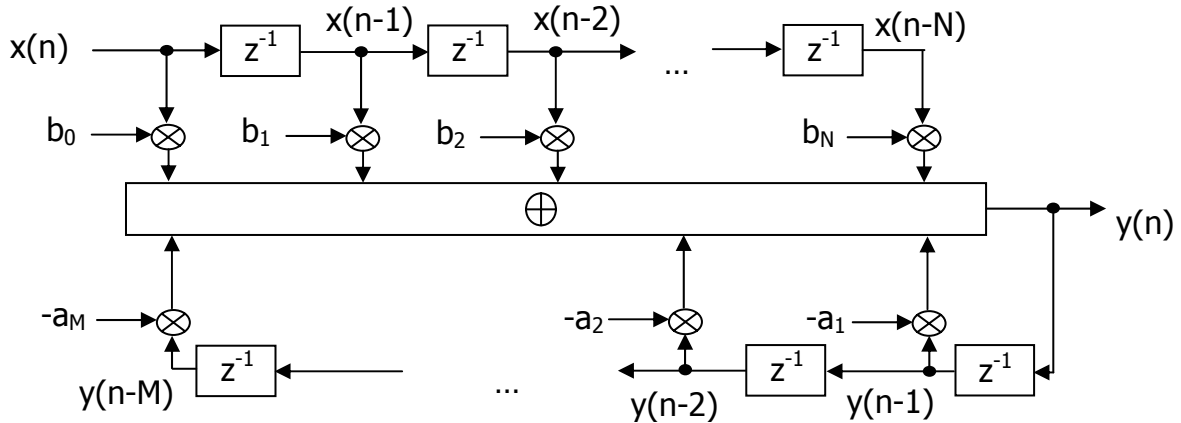 x(n) z⁻¹ x(n-1) z⁻¹ x(n-2) ... z⁻¹ x(n-N)
b₀ b₁ b₂ b_N
y(n)
-a_M -a₂ -a₁
y(n-M) z⁻¹ ... y(n-2) z⁻¹ y(n-1) z⁻¹